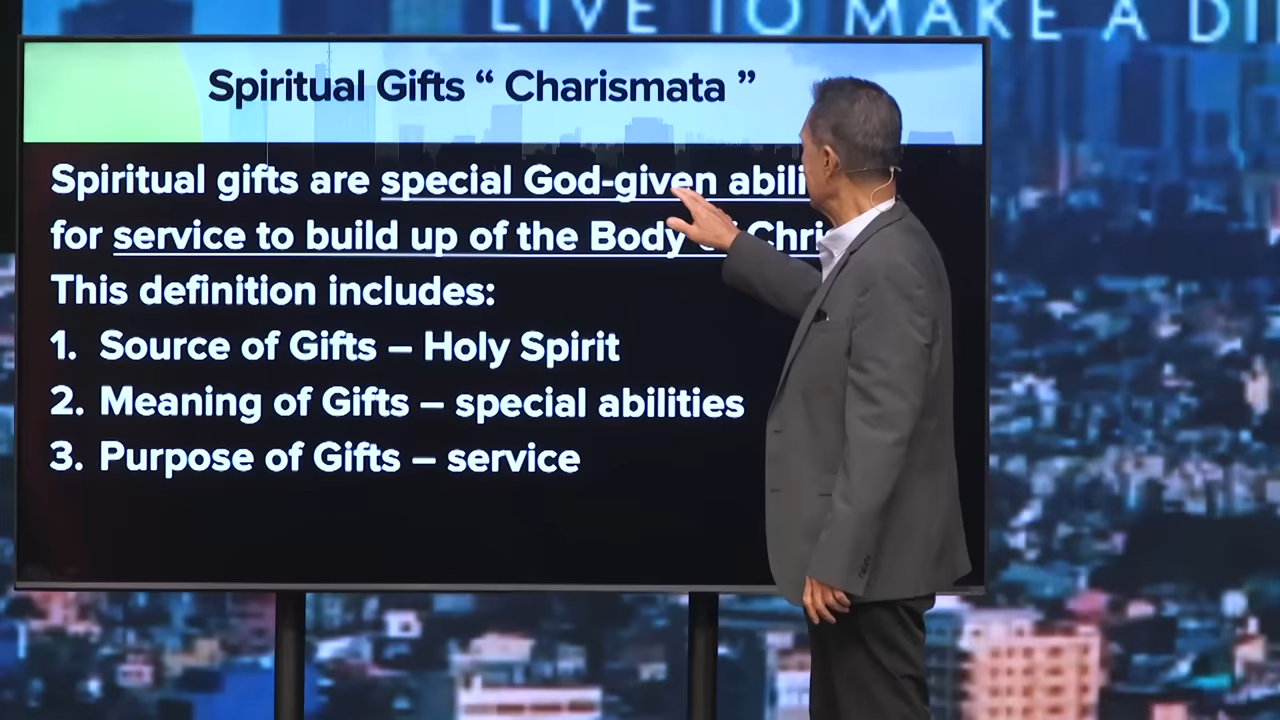 LIVE TO MAKE A
Spiritual Gifts “ Charismata ”
Spiritual gifts are special God-given
for service to build up of the Body of
This definition includes:
1. Source of Gifts – Holy Spirit
2. Meaning of Gifts – special abilities
3. Purpose of Gifts – service